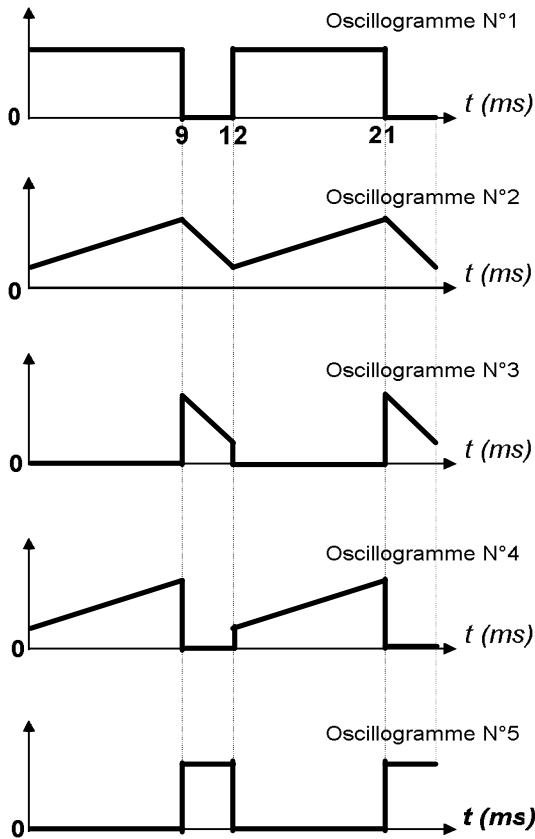 Oscillogramme N°1
t (ms)
0
9 12 21
Oscillogramme N°2
t (ms)
0
Oscillogramme N°3
t (ms)
0
Oscillogramme N°4
t (ms)
0
Oscillogramme N°5
t (ms)
0